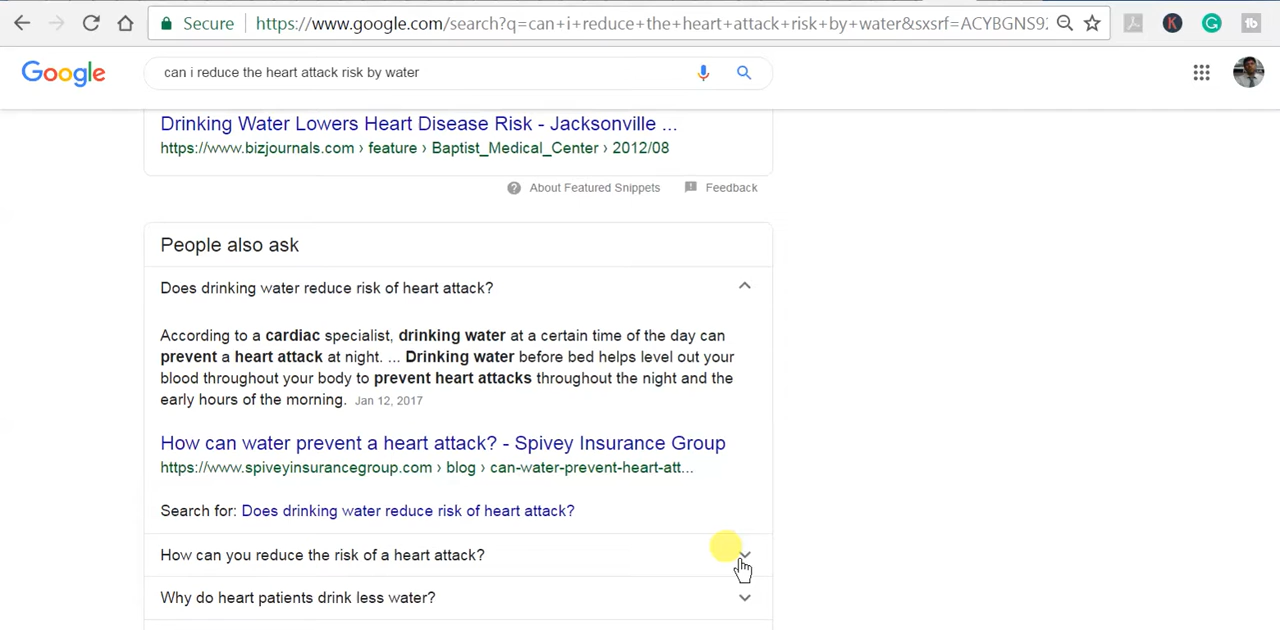 Secure
https://www.google.com/search?q=can+i+reduce+the+heart+attack+risk+by+water&sxsrf=ACYBGNS9
Google
can i reduce the heart attack risk by water
Drinking Water Lowers Heart Disease Risk - Jacksonville ...
https://www.bizjournals.com › feature › Baptist_Medical_Center › 2012/08
About Featured Snippets
Feedback
People also ask
Does drinking water reduce risk of heart attack?
According to a cardiac specialist, drinking water at a certain time of the day can
prevent a heart attack at night. ... Drinking water before bed helps level out your
blood throughout your body to prevent heart attacks throughout the night and the
early hours of the morning. Jan 12, 2017
How can water prevent a heart attack? - Spivey Insurance Group
https://www.spiveyinsurancegroup.com › blog › can-water-prevent-heart-att...
Search for: Does drinking water reduce risk of heart attack?
How can you reduce the risk of a heart attack?
Why do heart patients drink less water?